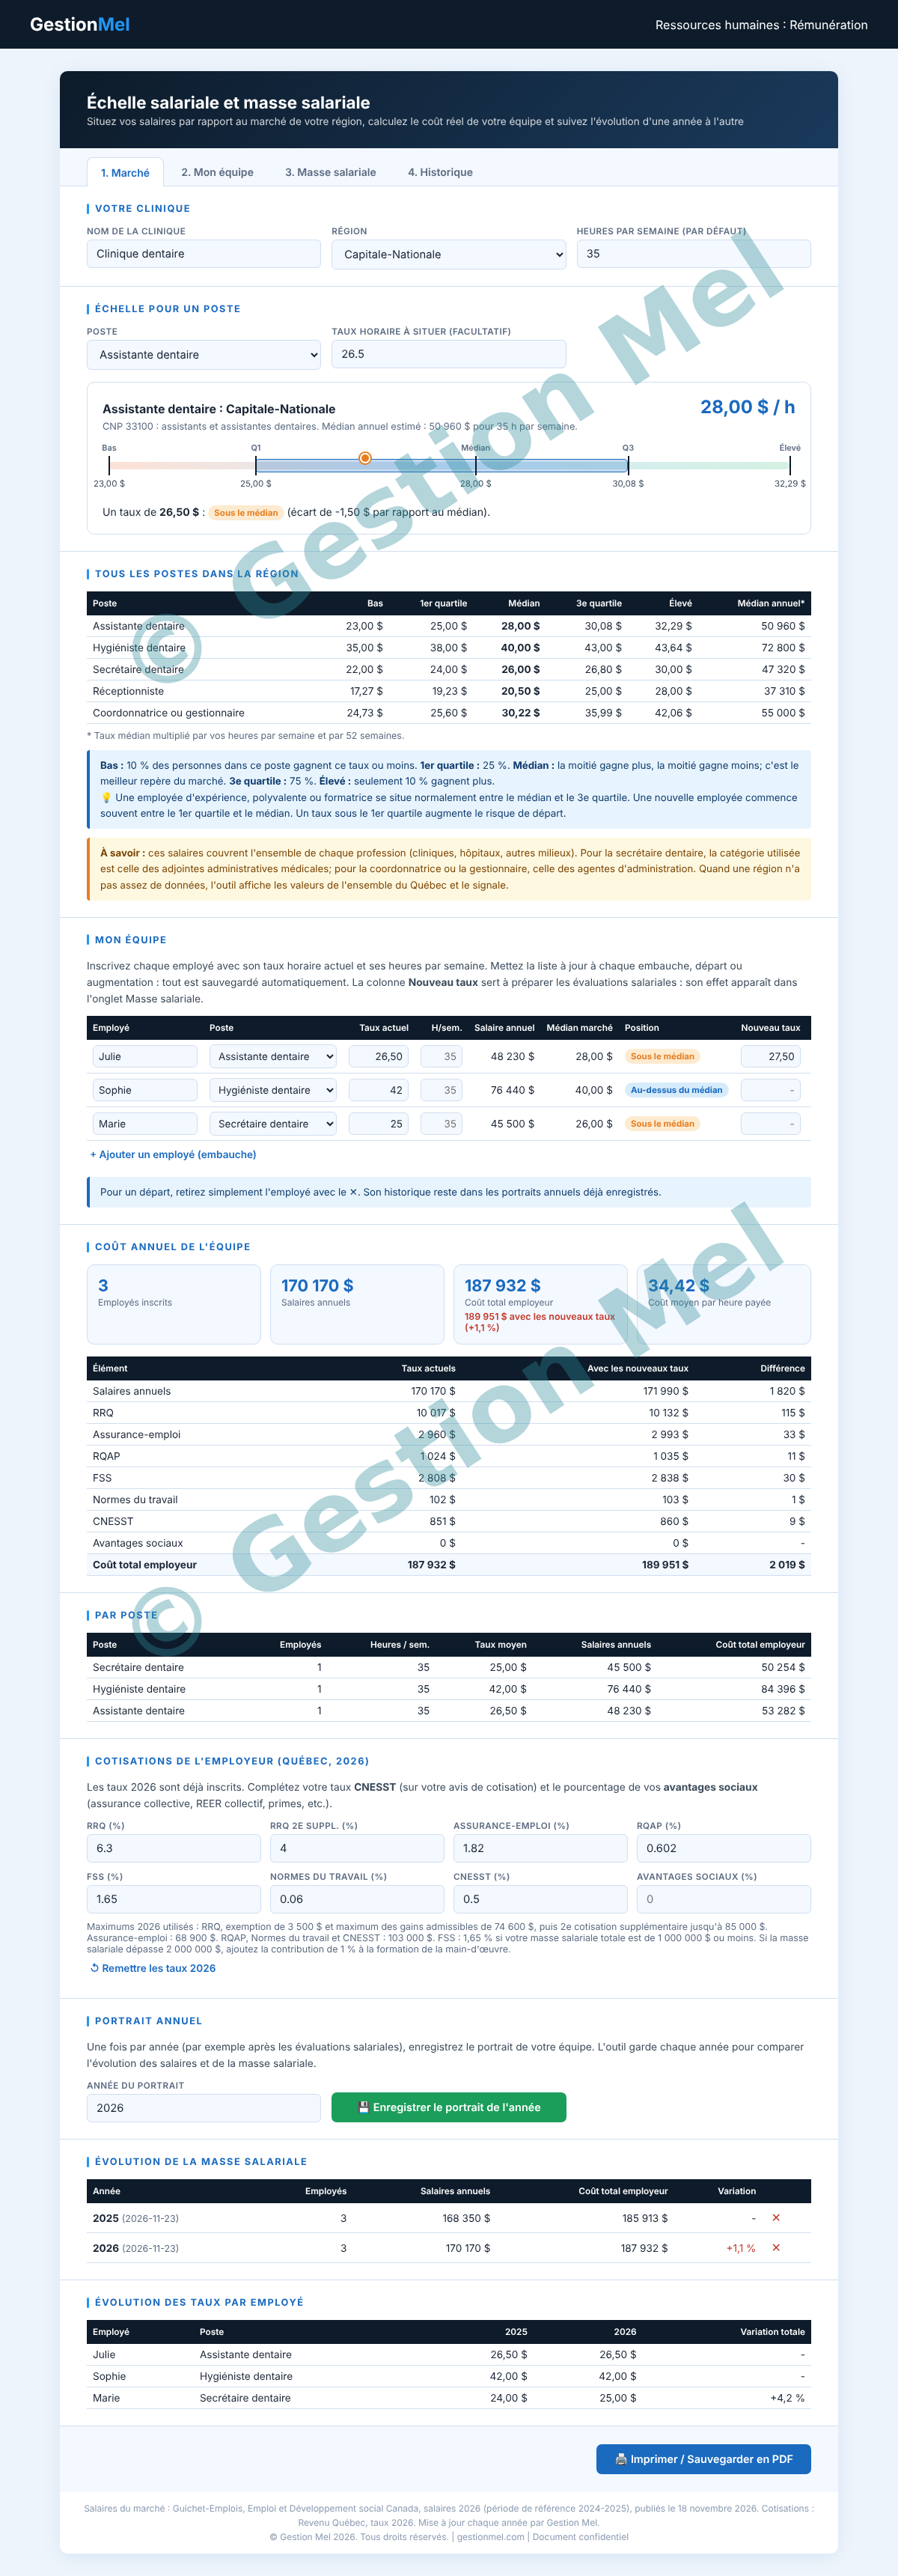 GestionMel
Ressources humaines : Rémunération
Échelle salariale et masse salariale
Situez vos salaires par rapport au marché de votre région, calculez le coût réel de votre équipe et suivez l'évolution d'une année à l'autre
1. Marché 2. Mon équipe 3. Masse salariale 4. Historique
VOTRE CLINIQUE
NOM DE LA CLINIQUE RÉGION HEURES PAR SEMAINE (PAR DÉFAUT)
Clinique dentaire Capitale-Nationale 35
ÉCHELLE POUR UN POSTE
POSTE TAUX HORAIRE À SITUER (FACULTATIF)
Assistante dentaire 26.5
Assistante dentaire : Capitale-Nationale 28,00 $ / h
CNP 33100 : assistants et assistantes dentaires. Médian annuel estimé : 50 960 $ pour 35 h par semaine.
Bas Q1 Médian Q3 Élevé
23,00 $ 25,00 $ 28,00 $ 30,08 $ 32,29 $
Un taux de 26,50 $ : Sous le médian (écart de -1,50 $ par rapport au médian).
TOUS LES POSTES DANS LA RÉGION
Poste Bas 1er quartile Médian 3e quartile Élevé Médian annuel*
Assistante dentaire 23,00 $ 25,00 $ 28,00 $ 30,08 $ 32,29 $ 50 960 $
Hygiéniste dentaire 35,00 $ 38,00 $ 40,00 $ 43,00 $ 43,64 $ 72 800 $
Secrétaire dentaire 22,00 $ 24,00 $ 26,00 $ 26,80 $ 30,00 $ 47 320 $
Réceptionniste 17,27 $ 19,23 $ 20,50 $ 25,00 $ 28,00 $ 37 310 $
Coordonnatrice ou gestionnaire 24,73 $ 25,60 $ 30,22 $ 35,99 $ 42,06 $ 55 000 $
* Taux médian multiplié par vos heures par semaine et par 52 semaines.
Bas : 10 % des personnes dans ce poste gagnent ce taux ou moins. 1er quartile : 25 %. Médian : la moitié gagne plus, la moitié gagne moins; c'est le
meilleur repère du marché. 3e quartile : 75 %. Élevé : seulement 10 % gagnent plus.
💡 Une employée d'expérience, polyvalente ou formatrice se situe normalement entre le médian et le 3e quartile. Une nouvelle employée commence
souvent entre le 1er quartile et le médian. Un taux sous le 1er quartile augmente le risque de départ.
À savoir : ces salaires couvrent l'ensemble de chaque profession (cliniques, hôpitaux, autres milieux). Pour la secrétaire dentaire, la catégorie utilisée
est celle des adjointes administratives médicales; pour la coordonnatrice ou la gestionnaire, celle des agentes d'administration. Quand une région n'a
pas assez de données, l'outil affiche les valeurs de l'ensemble du Québec et le signale.
MON ÉQUIPE
Inscrivez chaque employé avec son taux horaire actuel et ses heures par semaine. Mettez la liste à jour à chaque embauche, départ ou
augmentation : tout est sauvegardé automatiquement. La colonne Nouveau taux sert à préparer les évaluations salariales : son effet apparaît dans
l'onglet Masse salariale.
Employé Poste Taux actuel H/sem. Salaire annuel Médian marché Position Nouveau taux
Julie Assistante dentaire 26,50 35 48 230 $ 28,00 $ Sous le médian 27,50
Sophie Hygiéniste dentaire 42 35 76 440 $ 40,00 $ Au-dessus du médian -
Marie Secrétaire dentaire 25 35 45 500 $ 26,00 $ Sous le médian -
+ Ajouter un employé (embauche)
Pour un départ, retirez simplement l'employé avec le ✕. Son historique reste dans les portraits annuels déjà enregistrés.
COÛT ANNUEL DE L'ÉQUIPE
3 170 170 $ 187 932 $ 34,42 $
Employés inscrits Salaires annuels Coût total employeur Coût moyen par heure payée
189 951 $ avec les nouveaux taux
(+1,1 %)
Élément Taux actuels Avec les nouveaux taux Différence
Salaires annuels 170 170 $ 171 990 $ 1 820 $
RRQ 10 017 $ 10 132 $ 115 $
Assurance-emploi 2 960 $ 2 993 $ 33 $
RQAP 1 024 $ 1 035 $ 11 $
FSS 2 808 $ 2 838 $ 30 $
Normes du travail 102 $ 103 $ 1 $
CNESST 851 $ 860 $ 9 $
Avantages sociaux 0 $ 0 $ -
Coût total employeur 187 932 $ 189 951 $ 2 019 $
PAR POSTE
Poste Employés Heures / sem. Taux moyen Salaires annuels Coût total employeur
Secrétaire dentaire 1 35 25,00 $ 45 500 $ 50 254 $
Hygiéniste dentaire 1 35 42,00 $ 76 440 $ 84 396 $
Assistante dentaire 1 35 26,50 $ 48 230 $ 53 282 $
COTISATIONS DE L'EMPLOYEUR (QUÉBEC, 2026)
Les taux 2026 sont déjà inscrits. Complétez votre taux CNESST (sur votre avis de cotisation) et le pourcentage de vos avantages sociaux
(assurance collective, REER collectif, primes, etc.).
RRQ (%) RRQ 2E SUPPL. (%) ASSURANCE-EMPLOI (%) RQAP (%)
6.3 4 1.82 0.602
FSS (%) NORMES DU TRAVAIL (%) CNESST (%) AVANTAGES SOCIAUX (%)
1.65 0.06 0.5 0
Maximums 2026 utilisés : RRQ, exemption de 3 500 $ et maximum des gains admissibles de 74 600 $, puis 2e cotisation supplémentaire jusqu'à 85 000 $.
Assurance-emploi : 68 900 $. RQAP, Normes du travail et CNESST : 103 000 $. FSS : 1,65 % si votre masse salariale totale est de 1 000 000 $ ou moins. Si la masse
salariale dépasse 2 000 000 $, ajoutez la contribution de 1 % à la formation de la main-d'œuvre.
↺ Remettre les taux 2026
PORTRAIT ANNUEL
Une fois par année (par exemple après les évaluations salariales), enregistrez le portrait de votre équipe. L'outil garde chaque année pour comparer
l'évolution des salaires et de la masse salariale.
ANNÉE DU PORTRAIT
2026 💾 Enregistrer le portrait de l'année
ÉVOLUTION DE LA MASSE SALARIALE
Année Employés Salaires annuels Coût total employeur Variation
2025 (2026-11-23) 3 168 350 $ 185 913 $ - ✕
2026 (2026-11-23) 3 170 170 $ 187 932 $ +1,1 % ✕
ÉVOLUTION DES TAUX PAR EMPLOYÉ
Employé Poste 2025 2026 Variation totale
Julie Assistante dentaire 26,50 $ 26,50 $ -
Sophie Hygiéniste dentaire 42,00 $ 42,00 $ -
Marie Secrétaire dentaire 24,00 $ 25,00 $ +4,2 %
🖨️ Imprimer / Sauvegarder en PDF
Salaires du marché : Guichet-Emplois, Emploi et Développement social Canada, salaires 2026 (période de référence 2024-2025), publiés le 18 novembre 2026. Cotisations :
Revenu Québec, taux 2026. Mise à jour chaque année par Gestion Mel.
© Gestion Mel 2026. Tous droits réservés. | gestionmel.com | Document confidentiel
© Gestion Mel
© Gestion Mel